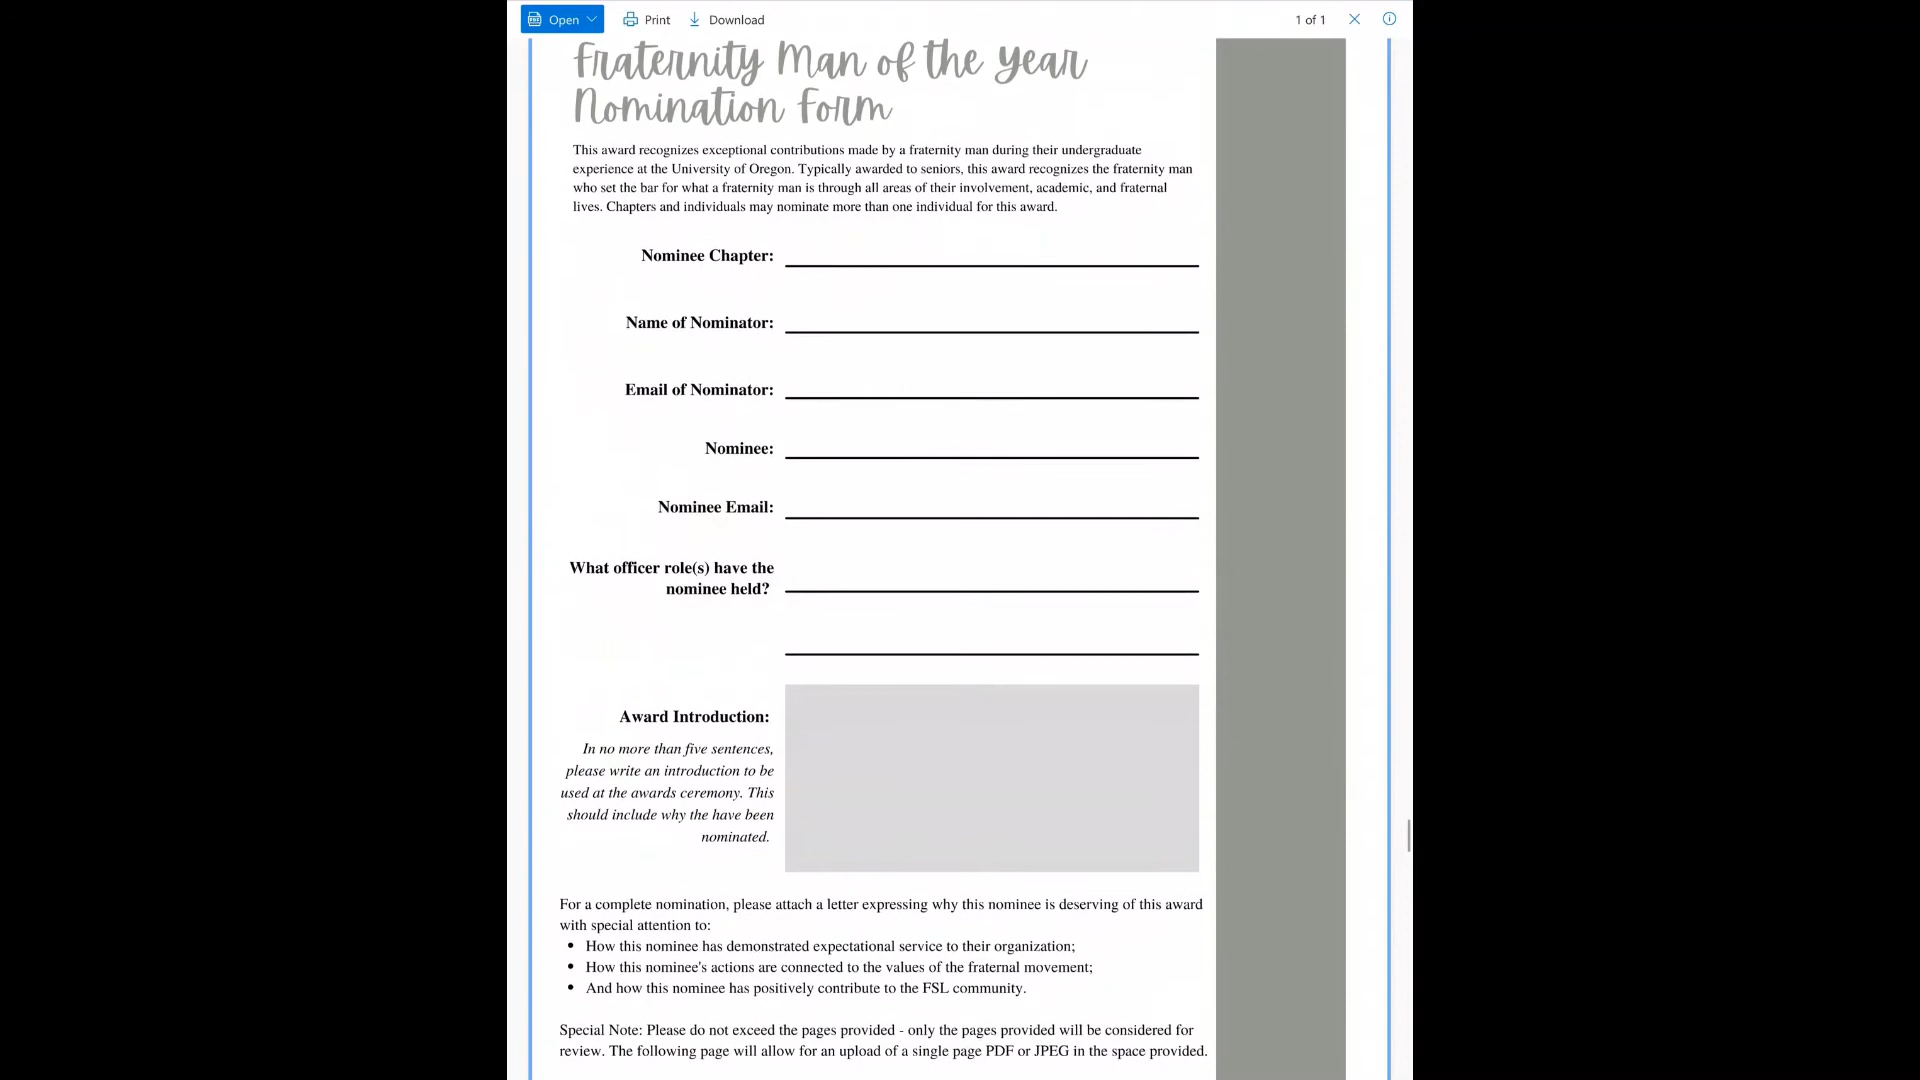 Open Print Download 1 of 1
Fraternity Man of the Year
Nomination Form
This award recognizes exceptional contributions made by a fraternity man during their undergraduate
experience at the University of Oregon. Typically awarded to seniors, this award recognizes the fraternity man
who set the bar for what a fraternity man is through all areas of their involvement, academic, and fraternal
lives. Chapters and individuals may nominate more than one individual for this award.
Nominee Chapter:
Name of Nominator:
Email of Nominator:
Nominee:
Nominee Email:
What officer role(s) have the
nominee held?
Award Introduction:
In no more than five sentences,
please write an introduction to be
used at the awards ceremony. This
should include why the have been
nominated.
For a complete nomination, please attach a letter expressing why this nominee is deserving of this award
with special attention to:
• How this nominee has demonstrated expectational service to their organization;
• How this nominee's actions are connected to the values of the fraternal movement;
• And how this nominee has positively contribute to the FSL community.
Special Note: Please do not exceed the pages provided - only the pages provided will be considered for
review. The following page will allow for an upload of a single page PDF or JPEG in the space provided.